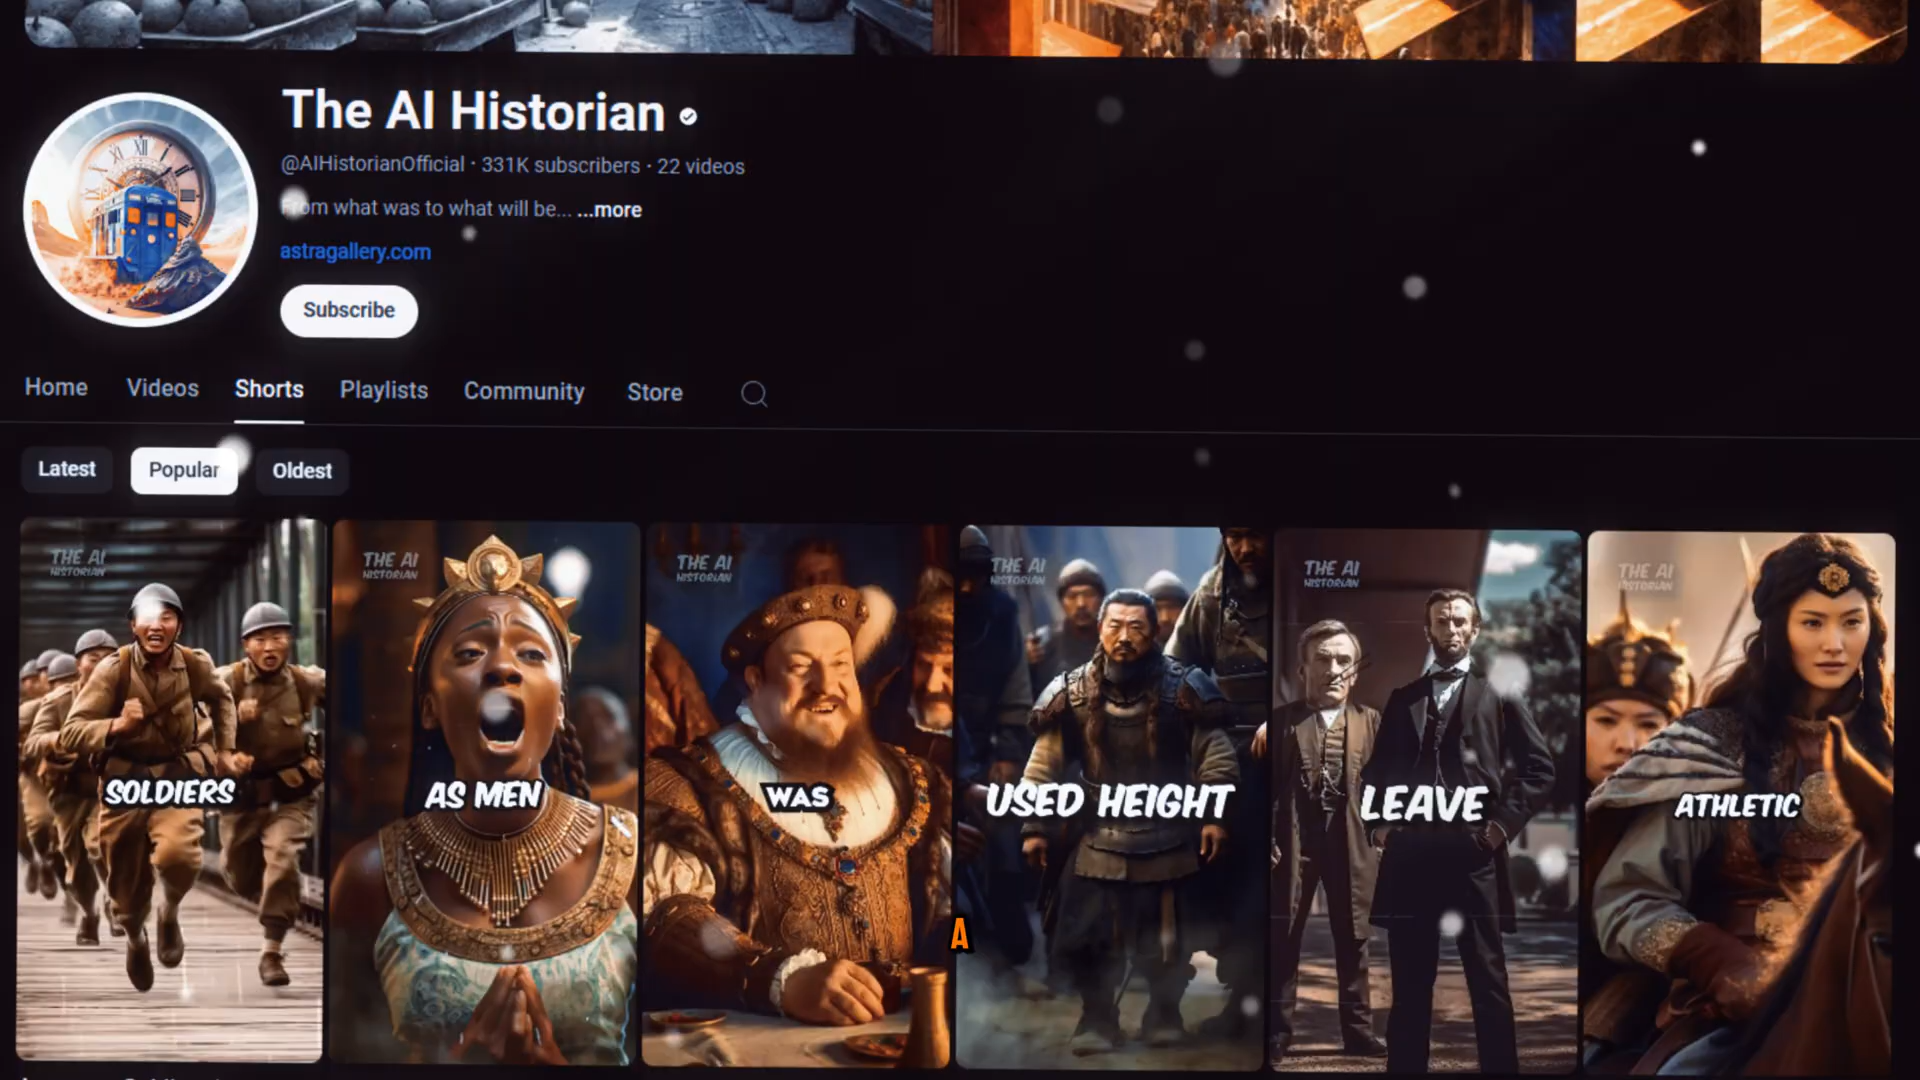 The AI Historian
@AIHistorianOfficial · 331K subscribers · 22 videos
From what was to what will be... ...more
astragallery.com
Subscribe
Home Videos Shorts Playlists Community Store
Latest Popular Oldest
THE AI HISTORIAN
SOLDIERS
THE AI HISTORIAN
AS MEN
THE AI HISTORIAN
WAS
THE AI HISTORIAN
USED HEIGHT
THE AI HISTORIAN
LEAVE
THE AI HISTORIAN
ATHLETIC
A